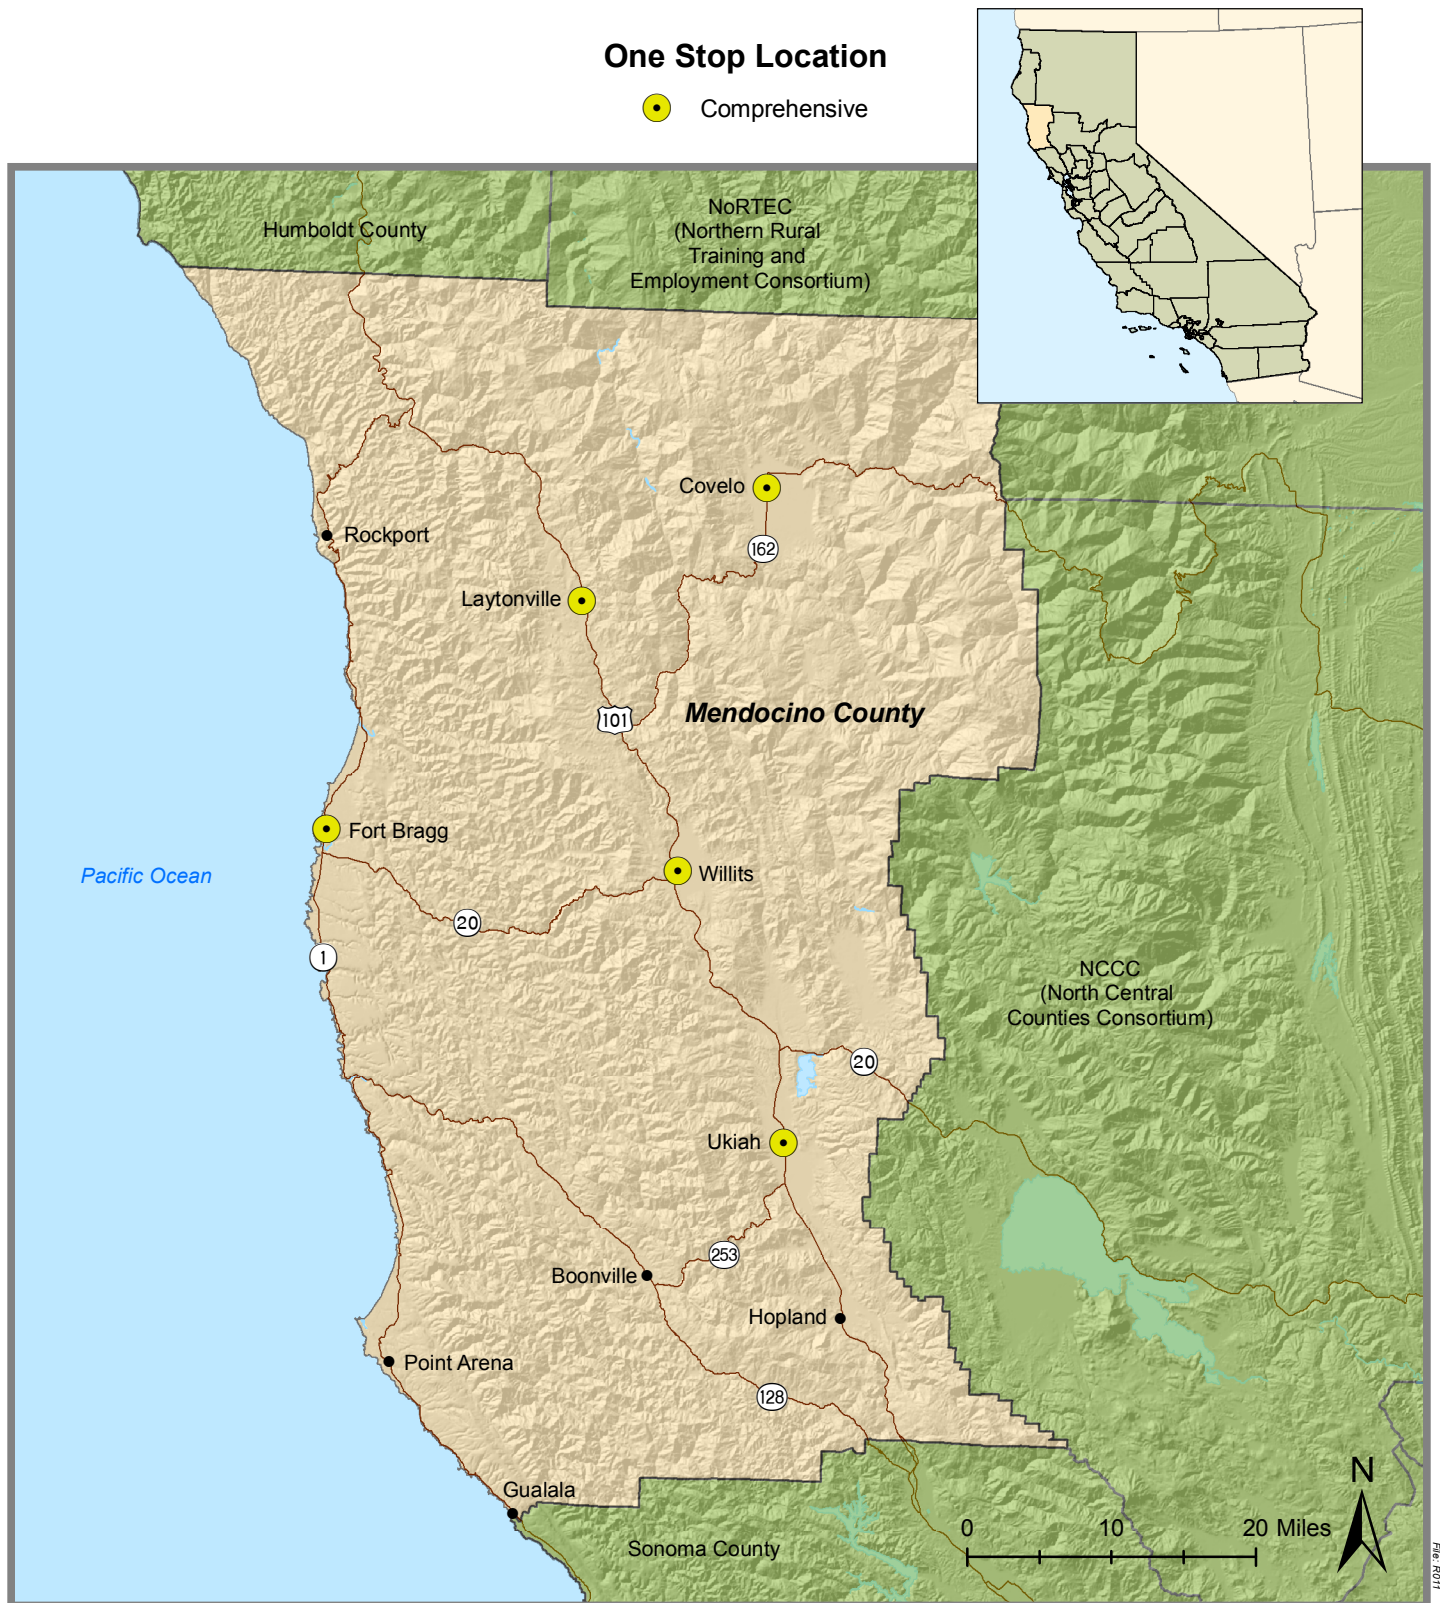 One Stop Location
Comprehensive
Humboldt County
NoRTEC
(Northern Rural
Training and
Employment Consortium)
Covelo
162
Rockport
Laytonville
101
Mendocino County
Fort Bragg
Willits
Pacific Ocean
20
1
NCCC
(North Central
Counties Consortium)
20
Ukiah
253
Boonville
Hopland
Point Arena
128
Gualala
Sonoma County
N
0 10 20 Miles
File: R011